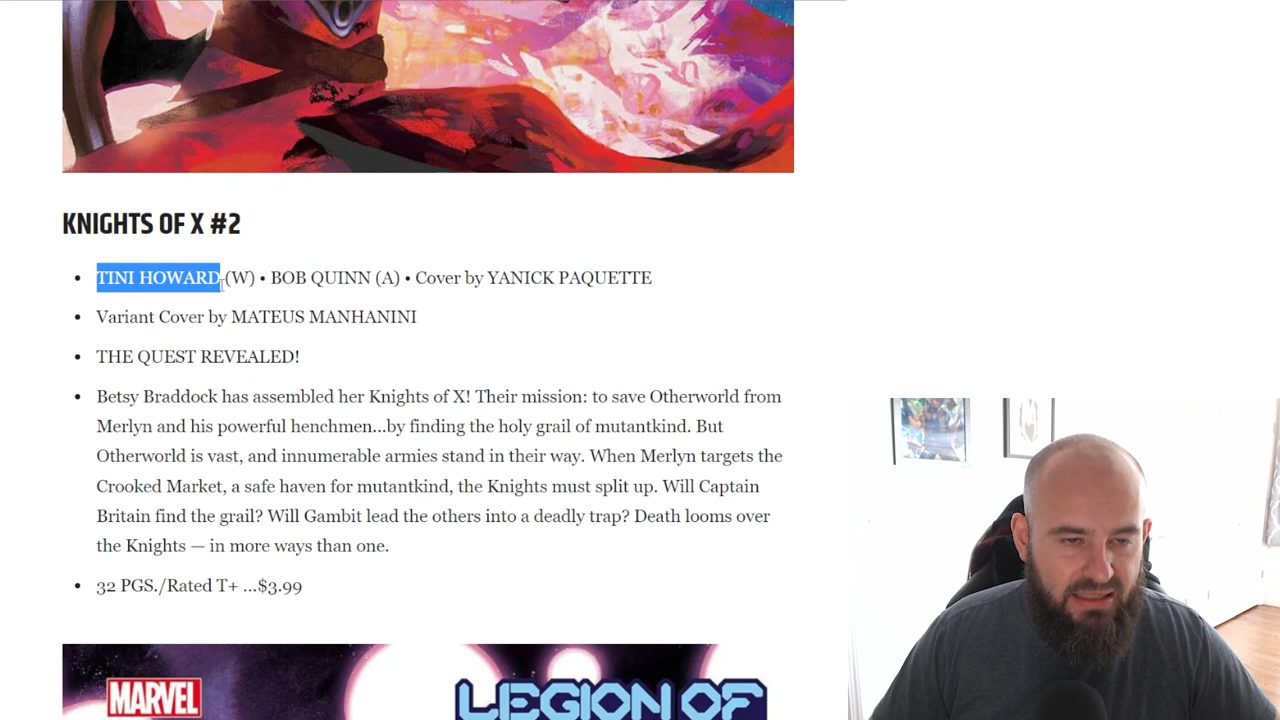 KNIGHTS OF X #2
• TINI HOWARD (W) • BOB QUINN (A) • Cover by YANICK PAQUETTE
• Variant Cover by MATEUS MANHANINI
• THE QUEST REVEALED!
• Betsy Braddock has assembled her Knights of X! Their mission: to save Otherworld from
Merlyn and his powerful henchmen...by finding the holy grail of mutantkind. But
Otherworld is vast, and innumerable armies stand in their way. When Merlyn targets the
Crooked Market, a safe haven for mutantkind, the Knights must split up. Will Captain
Britain find the grail? Will Gambit lead the others into a deadly trap? Death looms over
the Knights — in more ways than one.
• 32 PGS./Rated T+ ...$3.99
MARVEL
LEGION OF